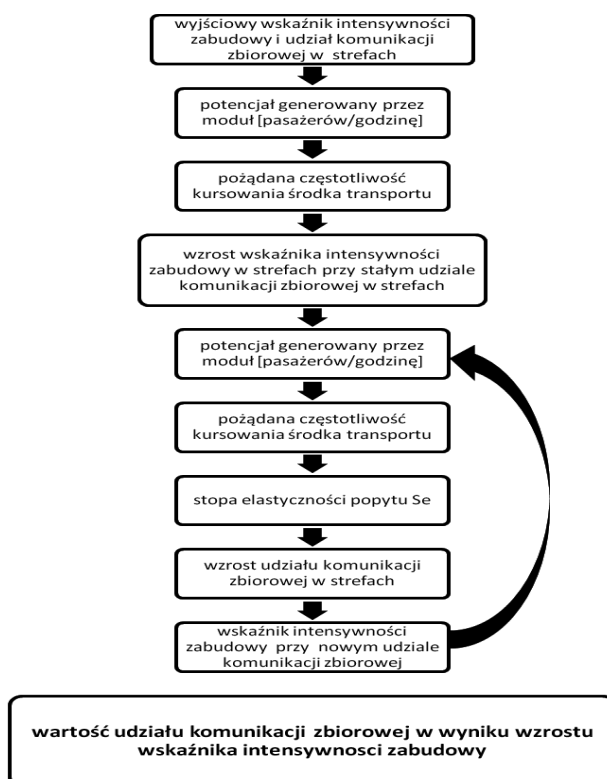 wyjściowy wskaźnik intensywności
zabudowy i udział komunikacji
zbiorowej w strefach
potencjał generowany przez
moduł [pasażerów/godzinę]
pożądana częstotliwość
kursowania środka transportu
wzrost wskaźnika intensywności
zabudowy w strefach przy stałym udziale
komunikacji zbiorowej w strefach
potencjał generowany przez
moduł [pasażerów/godzinę]
pożądana częstotliwość
kursowania środka transportu
stopa elastyczności popytu Se
wzrost udziału komunikacji
zbiorowej w strefach
wskaźnik intensywności
zabudowy przy nowym udziale
komunikacji zbiorowej
wartość udziału komunikacji zbiorowej w wyniku wzrostu
wskaźnika intensywnosci zabudowy